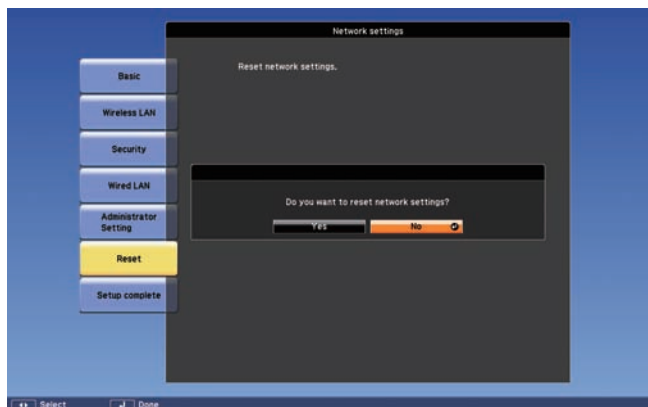 Network settings
Reset network settings.
Basic
Wireless LAN
Security
Wired LAN
Administrator
Setting
Reset
Setup complete
Do you want to reset network settings?
Yes No
Select Done